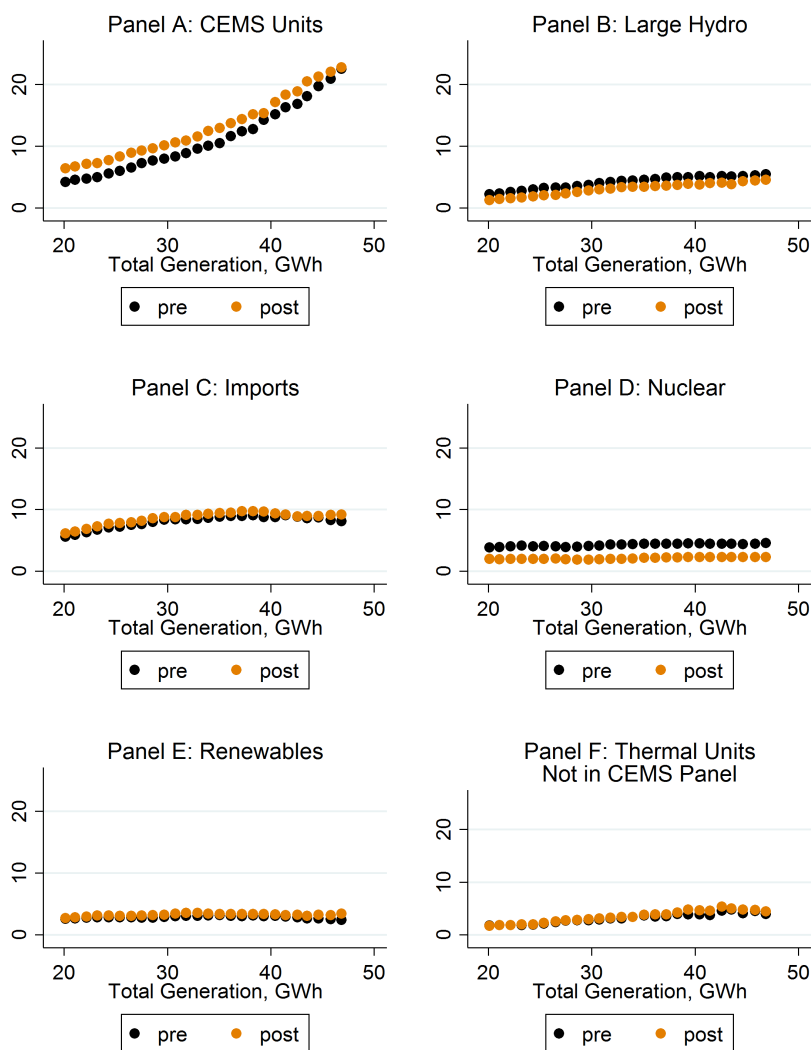 Panel A: CEMS Units
20
10
0
20 30 40 50
Total Generation, GWh
pre post
Panel B: Large Hydro
20
10
0
20 30 40 50
Total Generation, GWh
pre post
Panel C: Imports
20
10
0
20 30 40 50
Total Generation, GWh
pre post
Panel D: Nuclear
20
10
0
20 30 40 50
Total Generation, GWh
pre post
Panel E: Renewables
20
10
0
20 30 40 50
Total Generation, GWh
pre post
Panel F: Thermal Units
Not in CEMS Panel
20
10
0
20 30 40 50
Total Generation, GWh
pre post